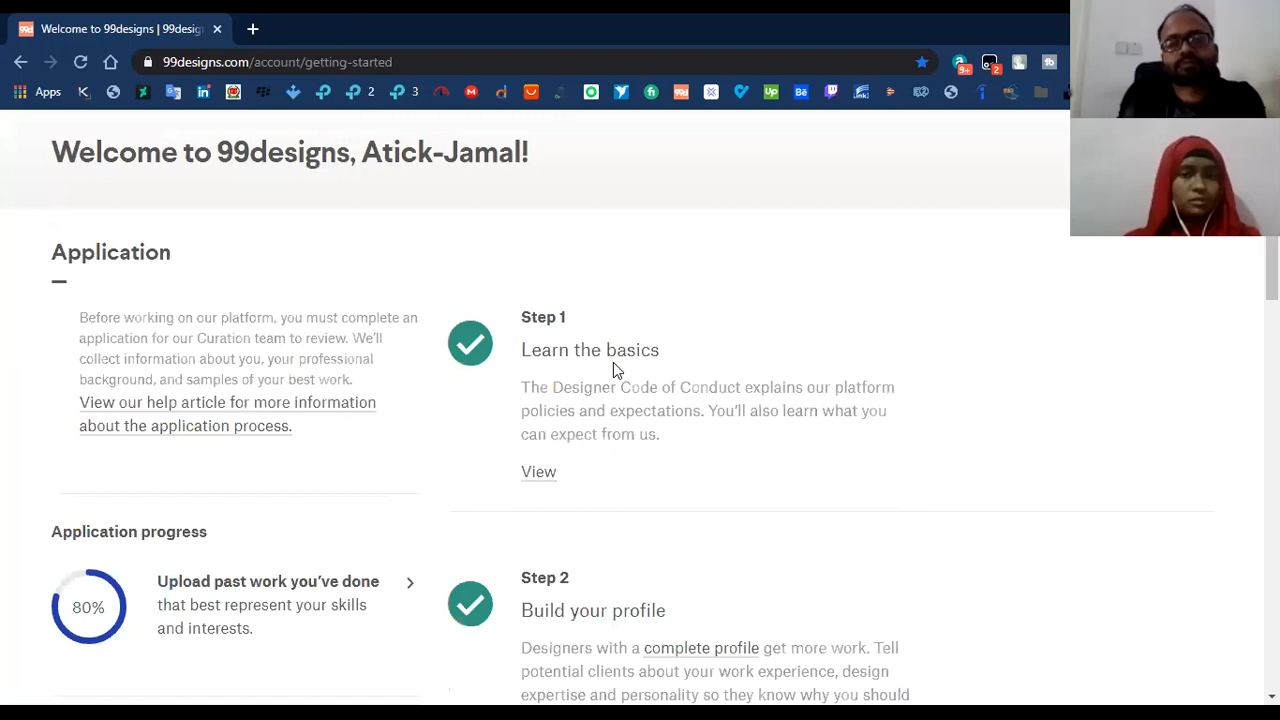 Welcome to 99designs | 99desig
99designs.com/account/getting-started
9+
2
Apps
2
3
Up
Bē
Welcome to 99designs, Atick-Jamal!
Application
Before working on our platform, you must complete an
application for our Curation team to review. We'll
collect information about you, your professional
background, and samples of your best work.
View our help article for more information
about the application process.
Step 1
Learn the basics
The Designer Code of Conduct explains our platform
policies and expectations. You'll also learn what you
can expect from us.
View
Application progress
80%
Upload past work you've done
that best represent your skills
and interests.
Step 2
Build your profile
Designers with a complete profile get more work. Tell
potential clients about your work experience, design
expertise and personality so they know why you should